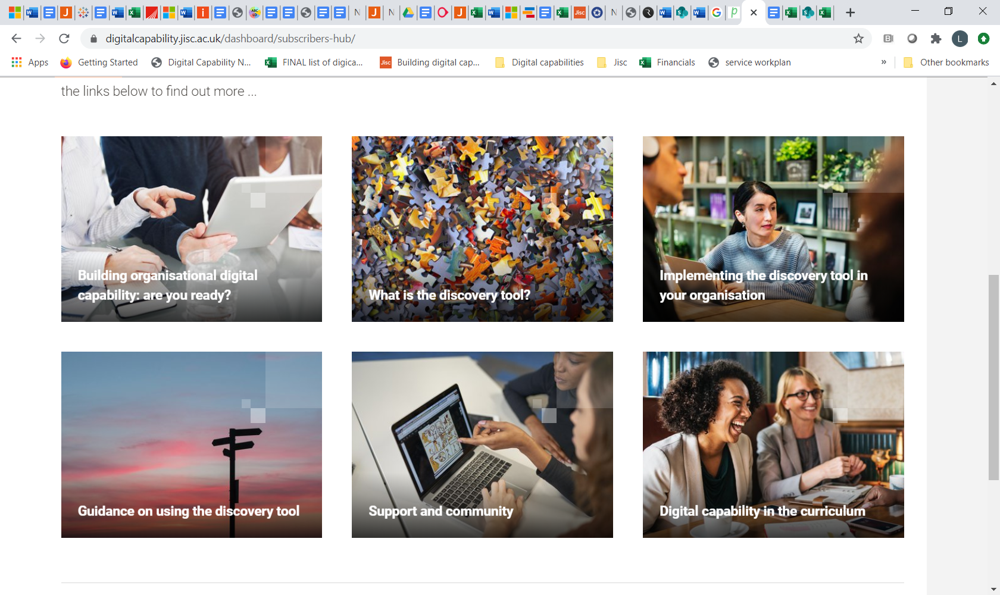 digitalcapability.jisc.ac.uk/dashboard/subscribers-hub/
L
Apps
Getting Started
Digital Capability N...
FINAL list of digica...
Jisc
Building digital cap...
Digital capabilities
Jisc
Financials
service workplan
»
Other bookmarks
the links below to find out more ...
Building organisational digital
capability: are you ready?
What is the discovery tool?
Implementing the discovery tool in
your organisation
Guidance on using the discovery tool
Support and community
Digital capability in the curriculum